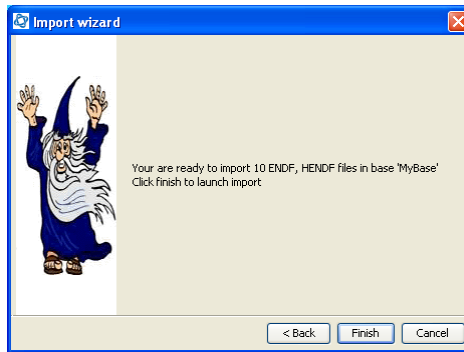 Import wizard
Your are ready to import 10 ENDF, HENDF files in base 'MyBase'
Click finish to launch import
< Back
Finish
Cancel